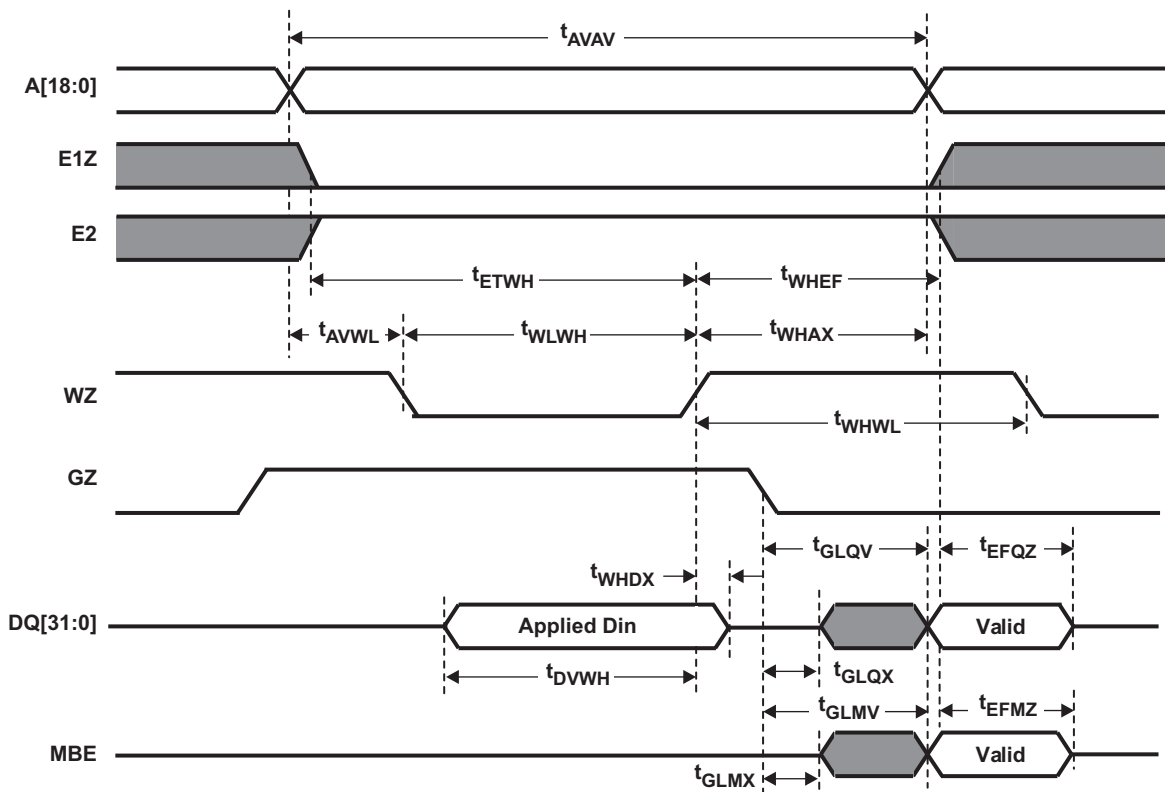 tAVAV
A[18:0]
E1Z
E2
tETWH
tWHEF
tAVWL
tWLWH
tWHAX
WZ
tWHWL
GZ
tGLQV
tEFQZ
tWHDX
DQ[31:0]
Applied Din
Valid
tDVWH
tGLQX
tGLMV
tEFMZ
MBE
Valid
tGLMX